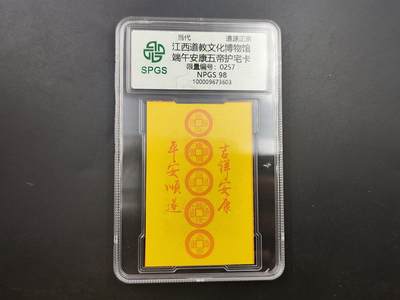 当代 道缘正宗
江西道教文化博物馆
端午安康五帝护宅卡
限量编号：0257
NPGS 98
100009673603
SPGS
吉祥安康
平安顺遂